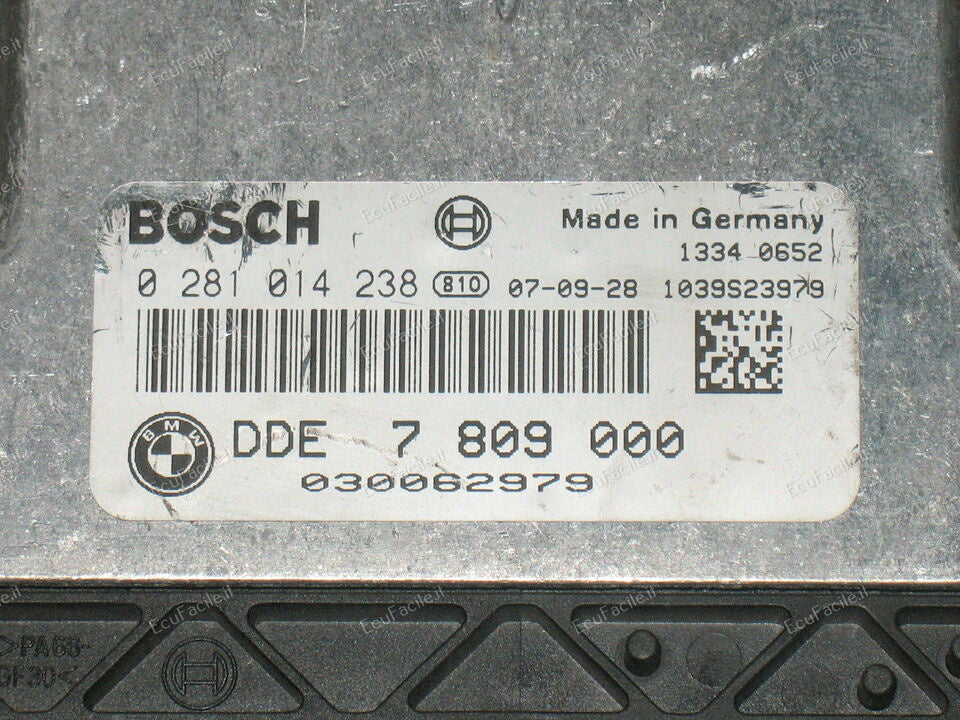 BOSCH Made in Germany
1334 0652
0 281 014 238 810 07-09-28 1039S23979
BMW DDE 7 809 000
030062979
>PA66-
GF30<
EcuFacile.it